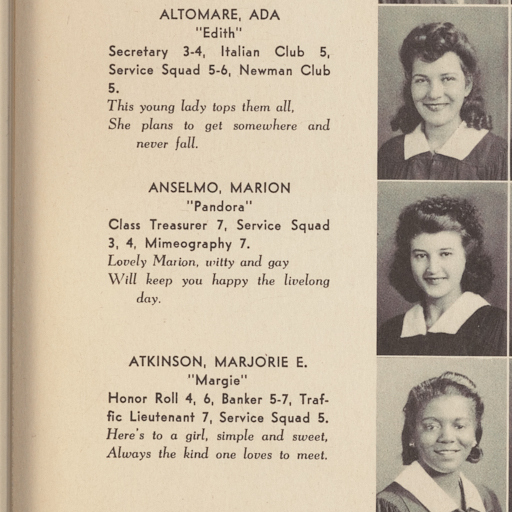 ALTOMARE, ADA
"Edith"
Secretary 3-4, Italian Club 5,
Service Squad 5-6, Newman Club
5.
This young lady tops them all,
She plans to get somewhere and
never fall.
ANSELMO, MARION
"Pandora"
Class Treasurer 7, Service Squad
3, 4, Mimeography 7.
Lovely Marion, witty and gay
Will keep you happy the livelong
day.
ATKINSON, MARJORIE E.
"Margie"
Honor Roll 4, 6, Banker 5-7, Traf-
fic Lieutenant 7, Service Squad 5.
Here's to a girl, simple and sweet,
Always the kind one loves to meet.